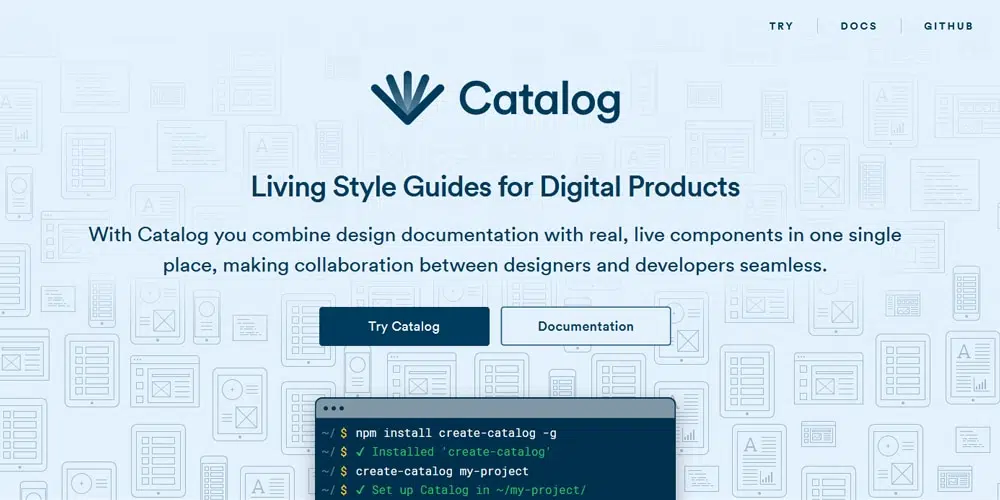 TRY
DOCS
GITHUB
Catalog
Living Style Guides for Digital Products
With Catalog you combine design documentation with real, live components in one single
place, making collaboration between designers and developers seamless.
Try Catalog
Documentation
~/ $ npm install create-catalog -g
~/ $ ✓ Installed 'create-catalog'
~/ $ create-catalog my-project
~/ $ ✓ Set up Catalog in ~/my-project/